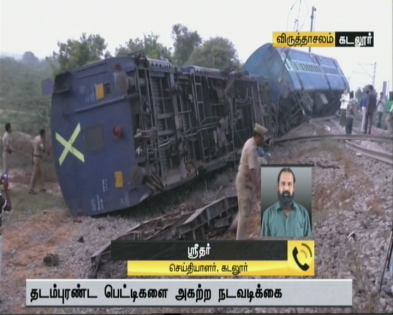 விருத்தாசலம் கடலூர்
ஸ்ரீதர்
செய்தியாளர், கடலூர்
தடம்புரண்ட பெட்டிகளை அகற்ற நடவடிக்கை